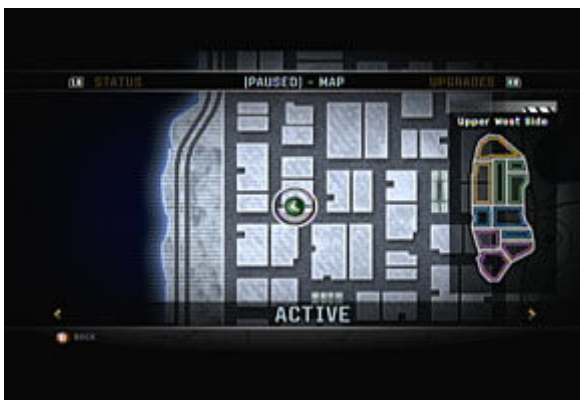 LB STATUS [PAUSED] - MAP UPGRADES RB
Upper West Side
ACTIVE
B BACK